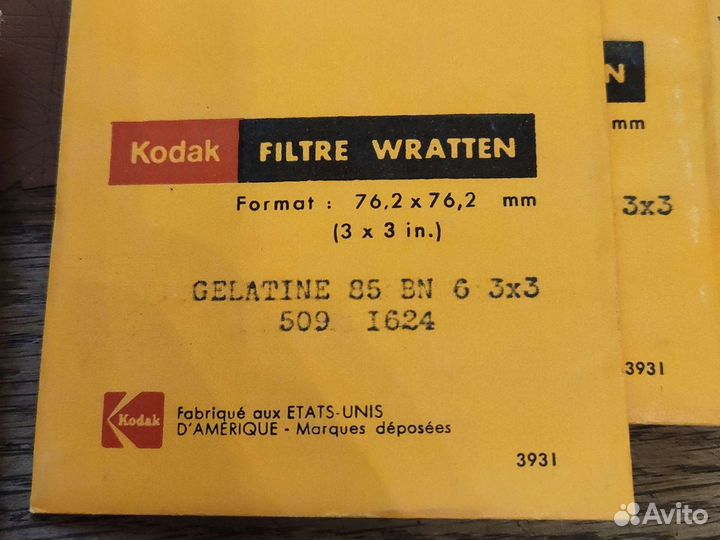 Kodak FILTRE WRATTEN
Format : 76,2 x 76,2 mm
(3 x 3 in.)
GELATINE 85 BN 6 3x3
509 I624
Kodak
Fabriqué aux ETATS-UNIS
D'AMÉRIQUE - Marques déposées
3931
N
mm
3x3
3931
Avito